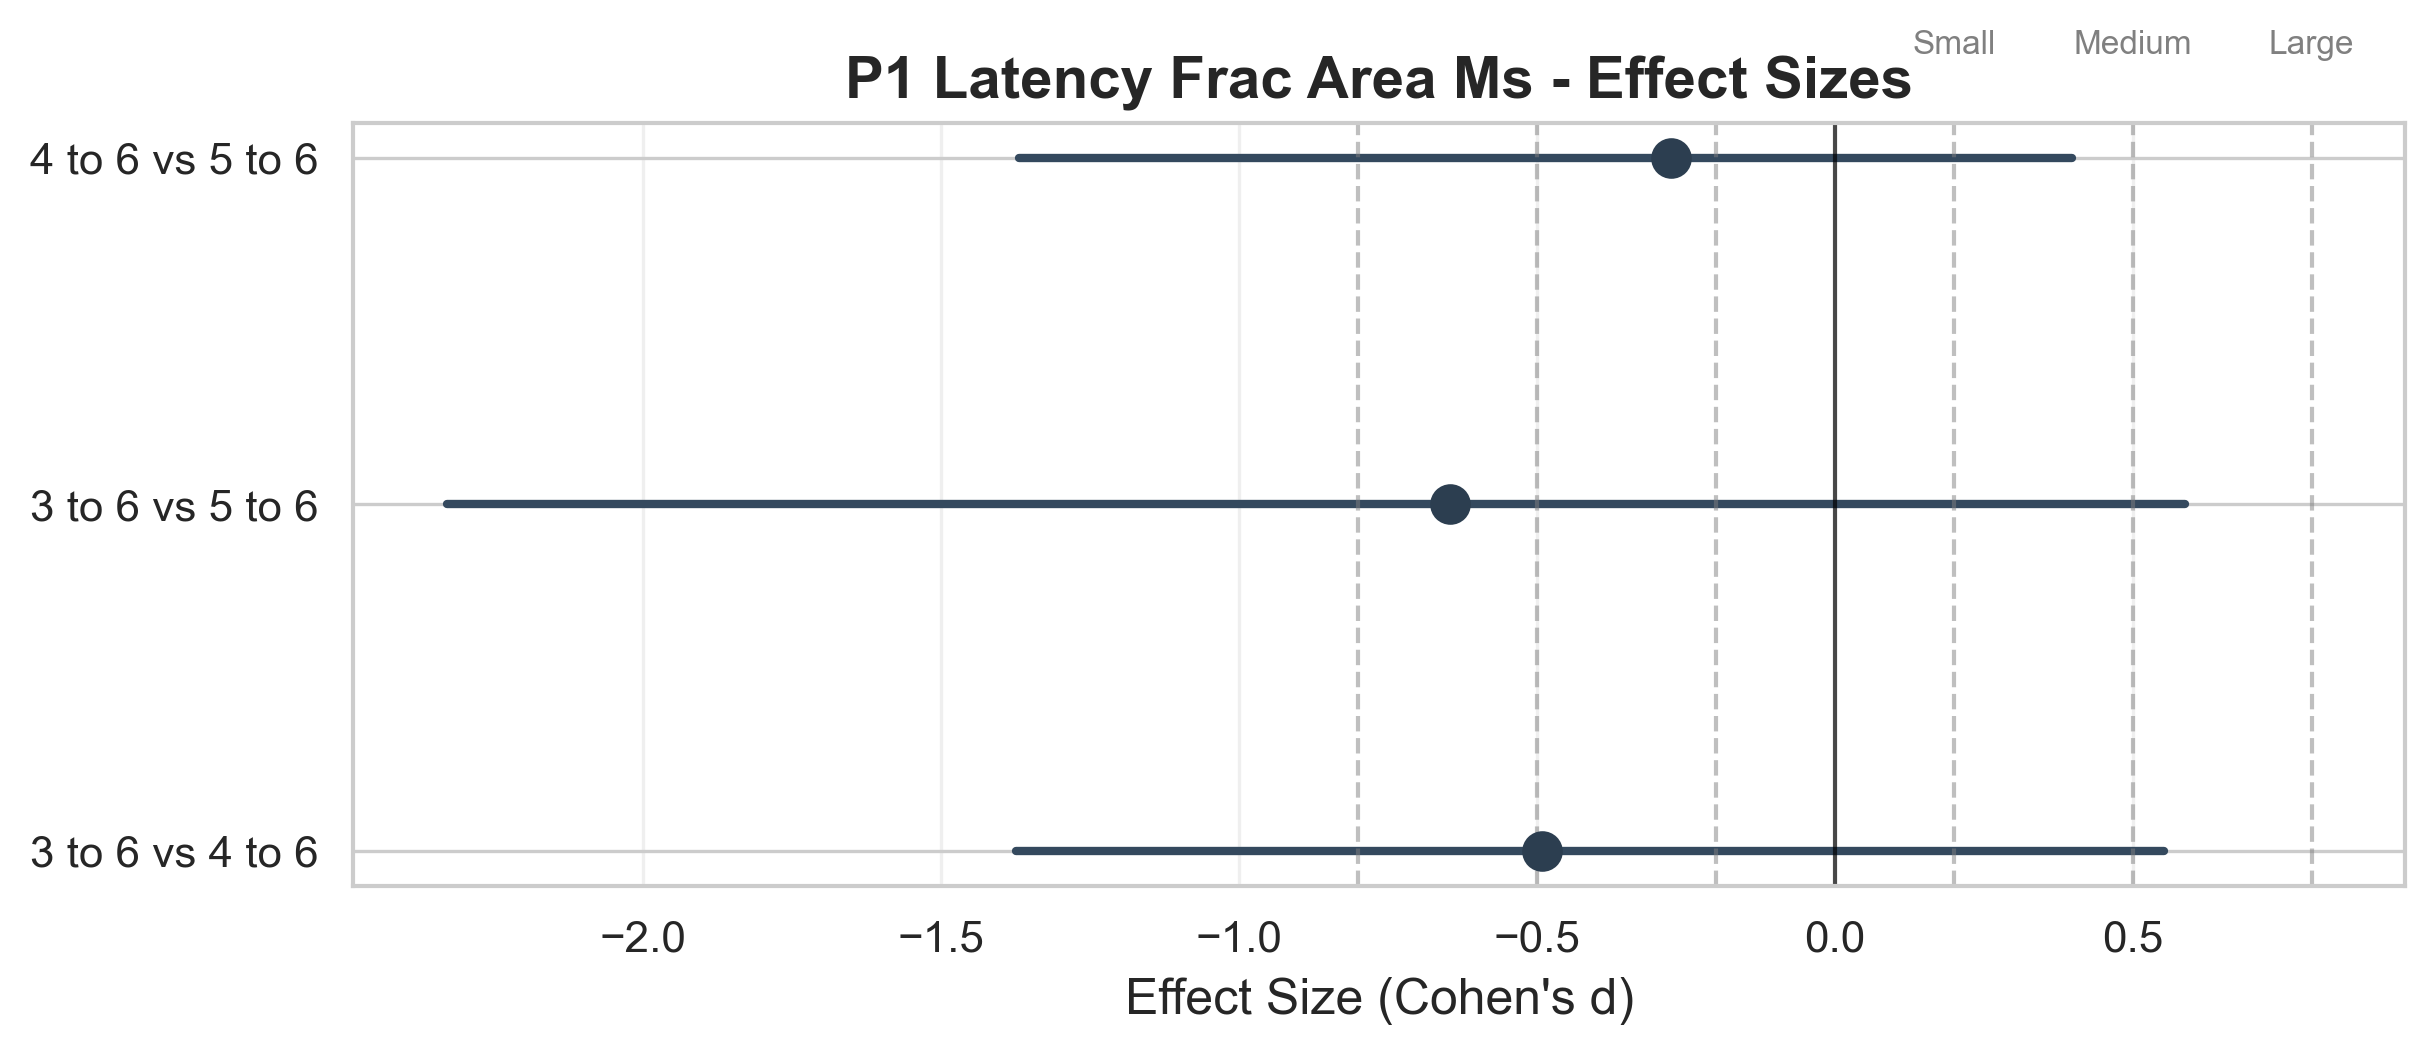 Small Medium Large
P1 Latency Frac Area Ms - Effect Sizes
4 to 6 vs 5 to 6
3 to 6 vs 5 to 6
3 to 6 vs 4 to 6
−2.0 −1.5 −1.0 −0.5 0.0 0.5
Effect Size (Cohen's d)